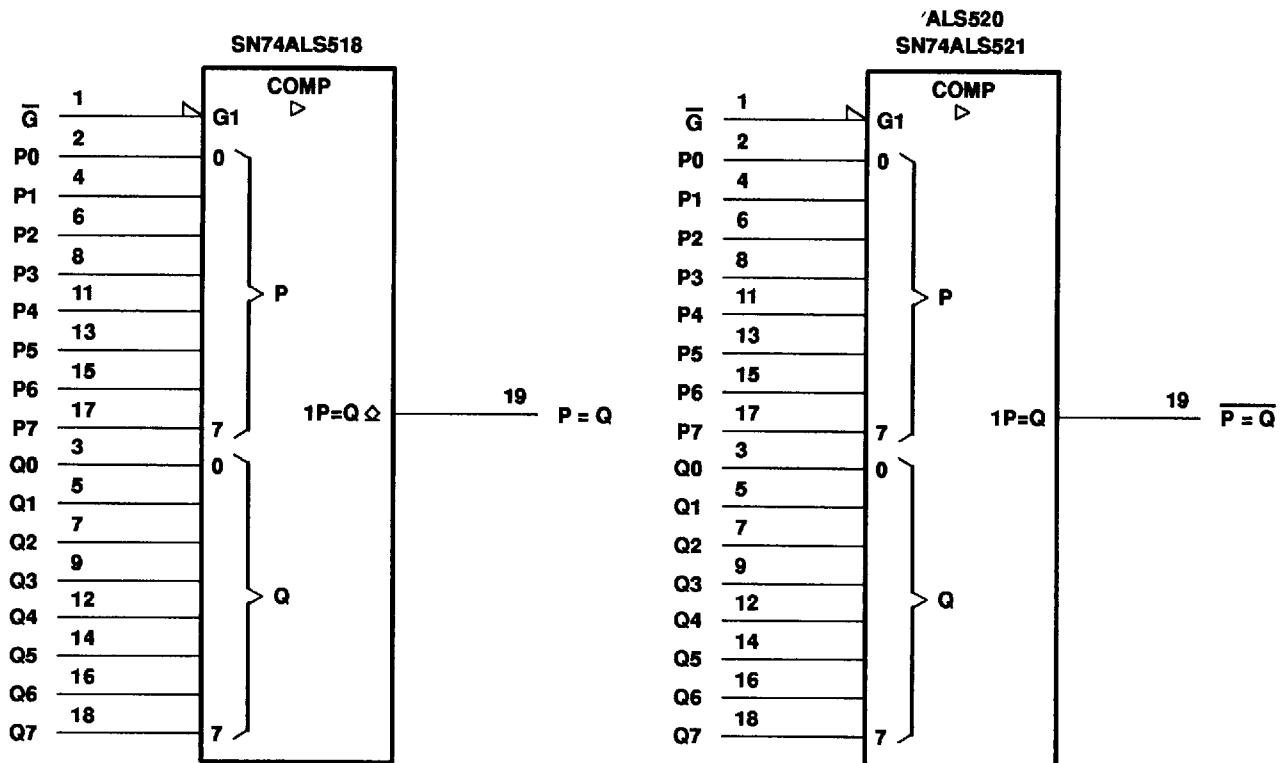 SN74ALS518
COMP
G̅ 1 G1
P0 2 0
P1 4
P2 6
P3 8
P4 11
P5 13
P6 15
P7 17 7
P
Q0 3 0
Q1 5
Q2 7
Q3 9
Q4 12
Q5 14
Q6 16
Q7 18 7
Q
1P=Q 19 P = Q
'ALS520
SN74ALS521
COMP
G̅ 1 G1
P0 2 0
P1 4
P2 6
P3 8
P4 11
P5 13
P6 15
P7 17 7
P
Q0 3 0
Q1 5
Q2 7
Q3 9
Q4 12
Q5 14
Q6 16
Q7 18 7
Q
1P=Q 19 P̅ ̅=̅ ̅Q̅